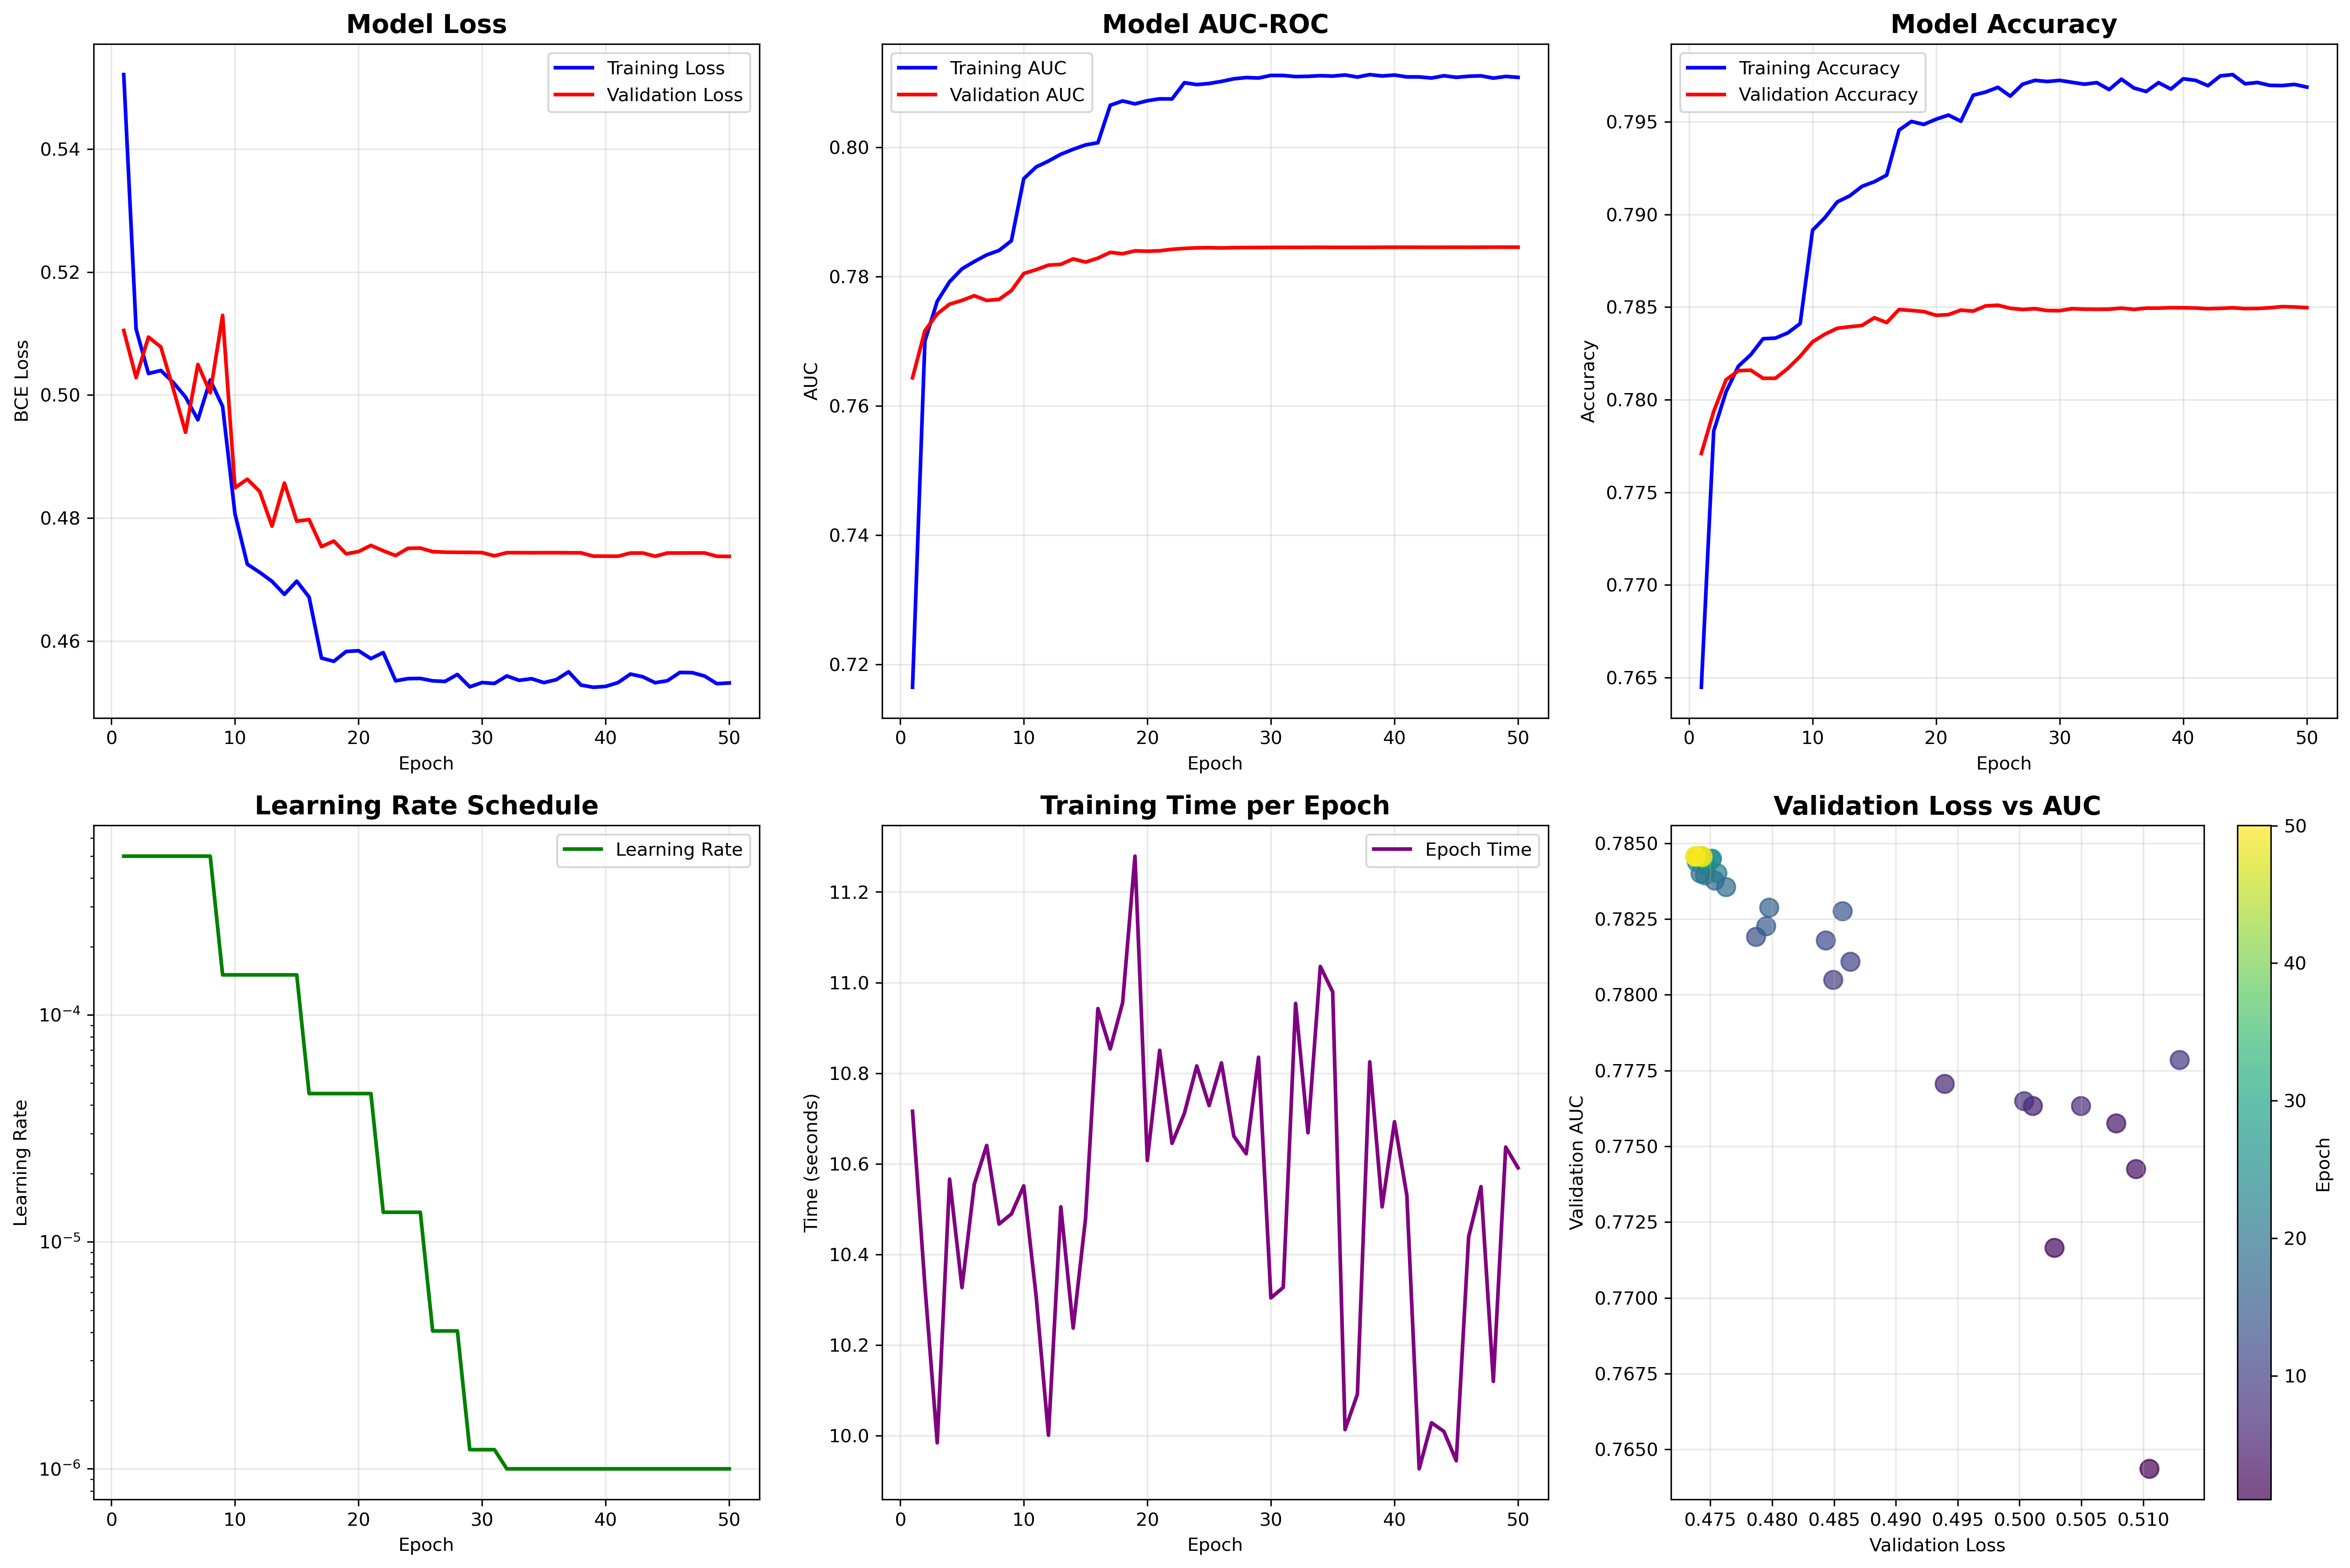 Model Loss
Training Loss
Validation Loss
BCE Loss
0.54
0.52
0.50
0.48
0.46
0 10 20 30 40 50
Epoch
Model AUC-ROC
Training AUC
Validation AUC
AUC
0.80
0.78
0.76
0.74
0.72
0 10 20 30 40 50
Epoch
Model Accuracy
Training Accuracy
Validation Accuracy
Accuracy
0.795
0.790
0.785
0.780
0.775
0.770
0.765
0 10 20 30 40 50
Epoch
Learning Rate Schedule
Learning Rate
Learning Rate
10⁻⁴
10⁻⁵
10⁻⁶
0 10 20 30 40 50
Epoch
Training Time per Epoch
Epoch Time
Time (seconds)
11.2
11.0
10.8
10.6
10.4
10.2
10.0
0 10 20 30 40 50
Epoch
Validation Loss vs AUC
Validation AUC
0.7850
0.7825
0.7800
0.7775
0.7750
0.7725
0.7700
0.7675
0.7650
0.475 0.480 0.485 0.490 0.495 0.500 0.505 0.510
Validation Loss
50
40
30
20
10
Epoch